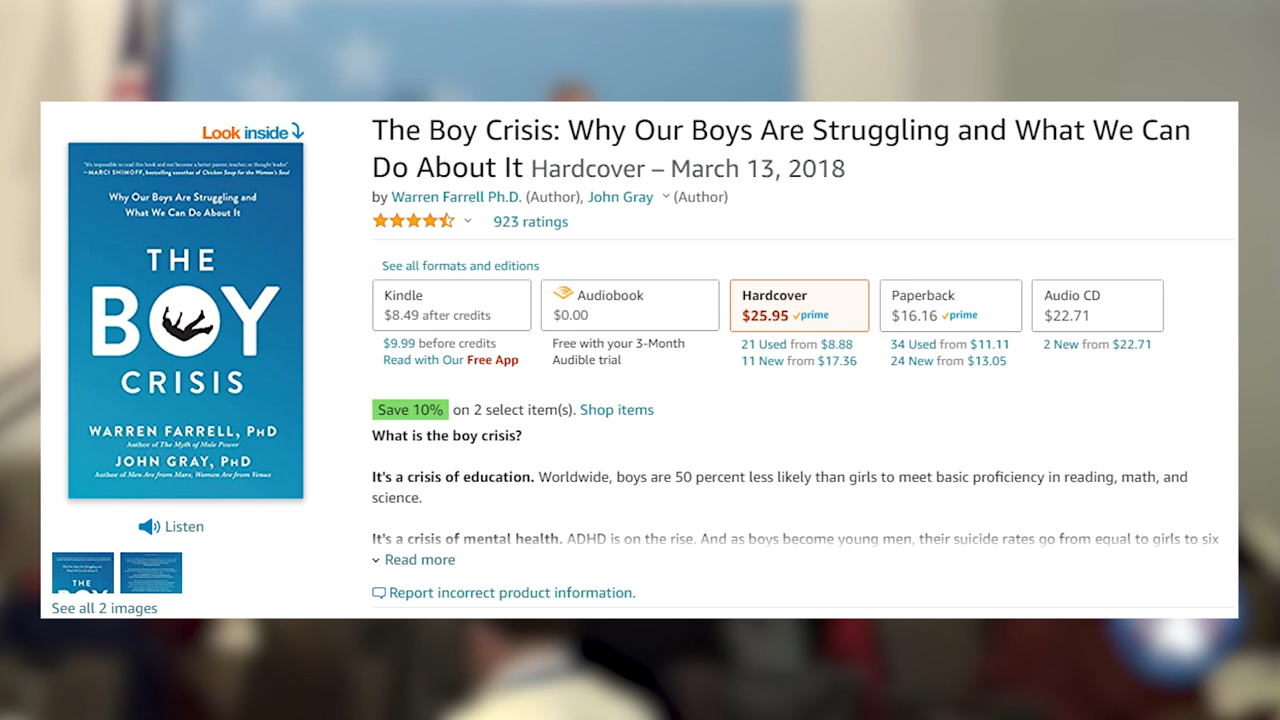 Look inside
"It's impossible to read this book and not become a better parent, teacher, or thought leader."
—MARCI SHIMOFF, bestselling coauthor of Chicken Soup for the Woman's Soul
Why Our Boys Are Struggling and
What We Can Do About It
THE
BOY
CRISIS
WARREN FARRELL, PHD
Author of The Myth of Male Power
JOHN GRAY, PHD
Author of Men Are from Mars, Women Are from Venus
Listen
THE
BOY
See all 2 images
The Boy Crisis: Why Our Boys Are Struggling and What We Can
Do About It Hardcover – March 13, 2018
by Warren Farrell Ph.D. (Author), John Gray (Author)
923 ratings
See all formats and editions
Kindle
$8.49 after credits
$9.99 before credits
Read with Our Free App
Audiobook
$0.00
Free with your 3-Month
Audible trial
Hardcover
$25.95 prime
21 Used from $8.88
11 New from $17.36
Paperback
$16.16 prime
34 Used from $11.11
24 New from $13.05
Audio CD
$22.71
2 New from $22.71
Save 10% on 2 select item(s). Shop items
What is the boy crisis?
It's a crisis of education. Worldwide, boys are 50 percent less likely than girls to meet basic proficiency in reading, math, and
science.
It's a crisis of mental health. ADHD is on the rise. And as boys become young men, their suicide rates go from equal to girls to six
Read more
Report incorrect product information.